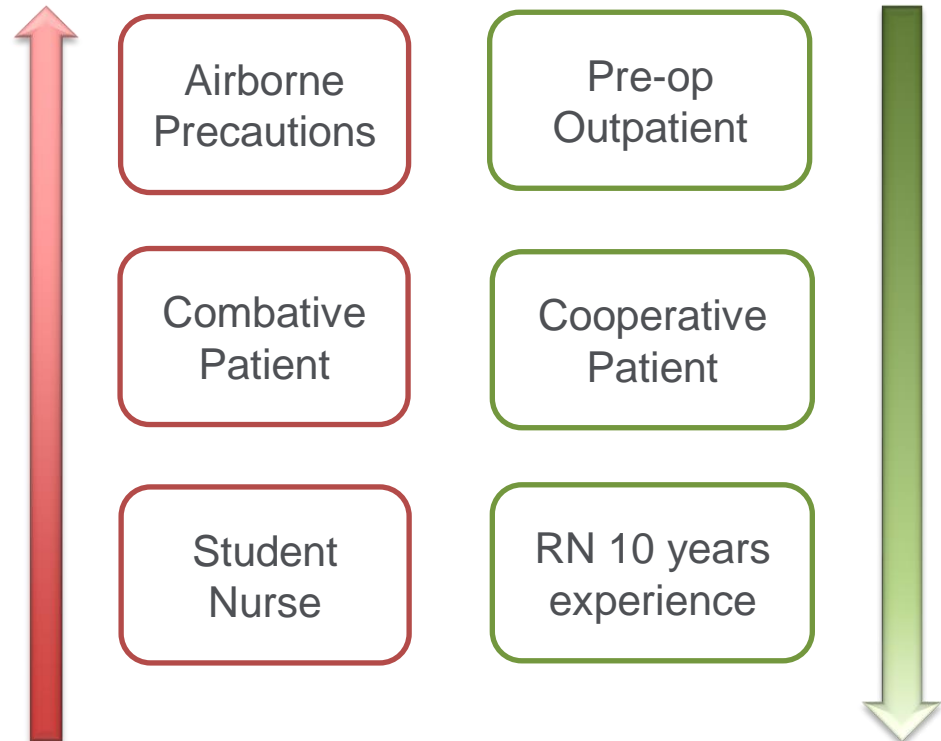 Airborne
Precautions
Pre-op
Outpatient
Combative
Patient
Cooperative
Patient
Student
Nurse
RN 10 years
experience